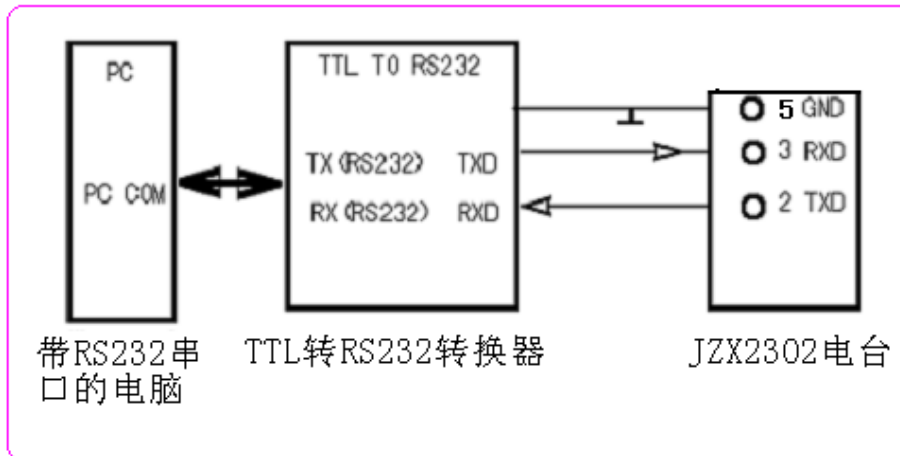 PC
PC COM
TTL TO RS232
TX (RS232) TXD
RX (RS232) RXD
5 GND
3 RXD
2 TXD
带RS232串
口的电脑
TTL转RS232转换器
JZX2302电台